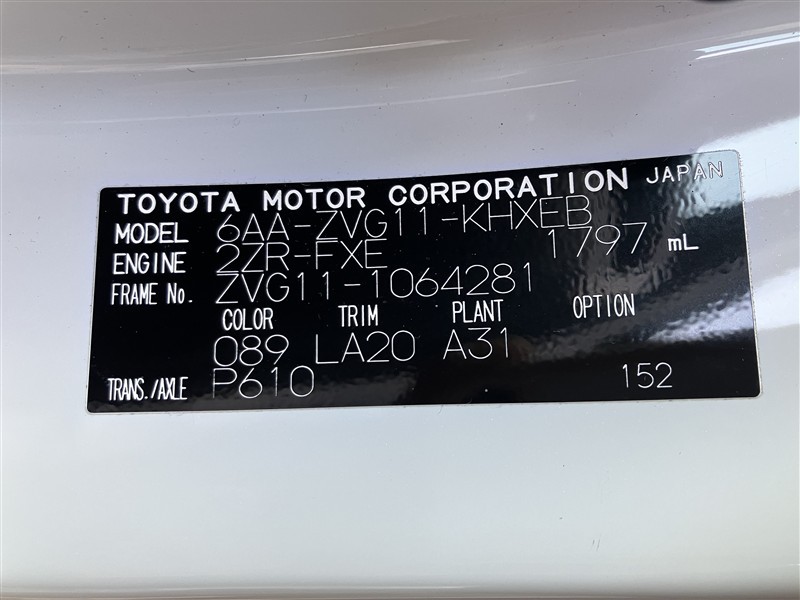 TOYOTA MOTOR CORPORATION JAPAN
MODEL 6AA-ZVG11-KHXEB
ENGINE 2ZR-FXE 1797 mL
FRAME No. ZVG11-1064281
COLOR TRIM PLANT OPTION
089 LA20 A31
TRANS./AXLE P610 152